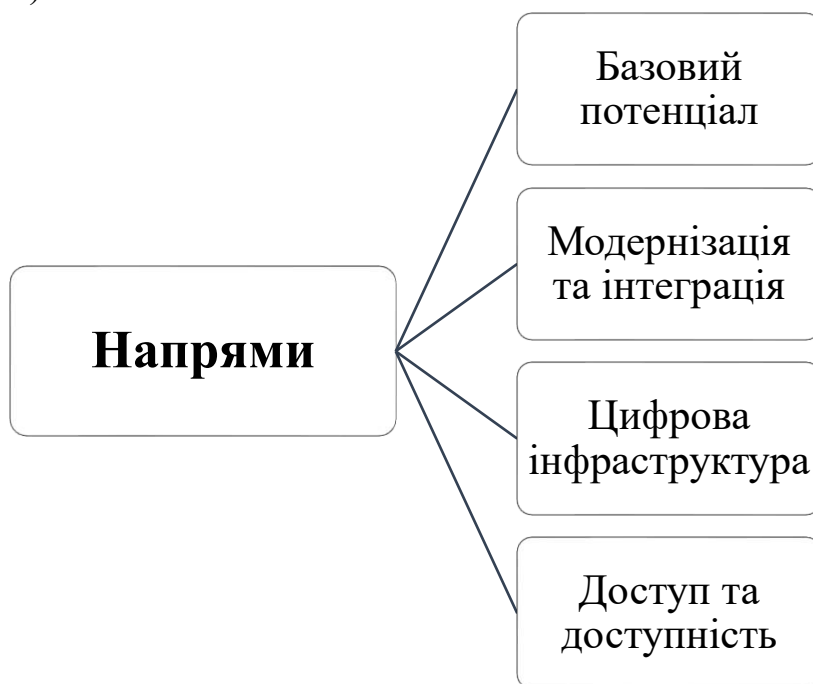 Базовий
потенціал
Модернізація
та інтеграція
Напрями
Цифрова
інфраструктура
Доступ та
доступність